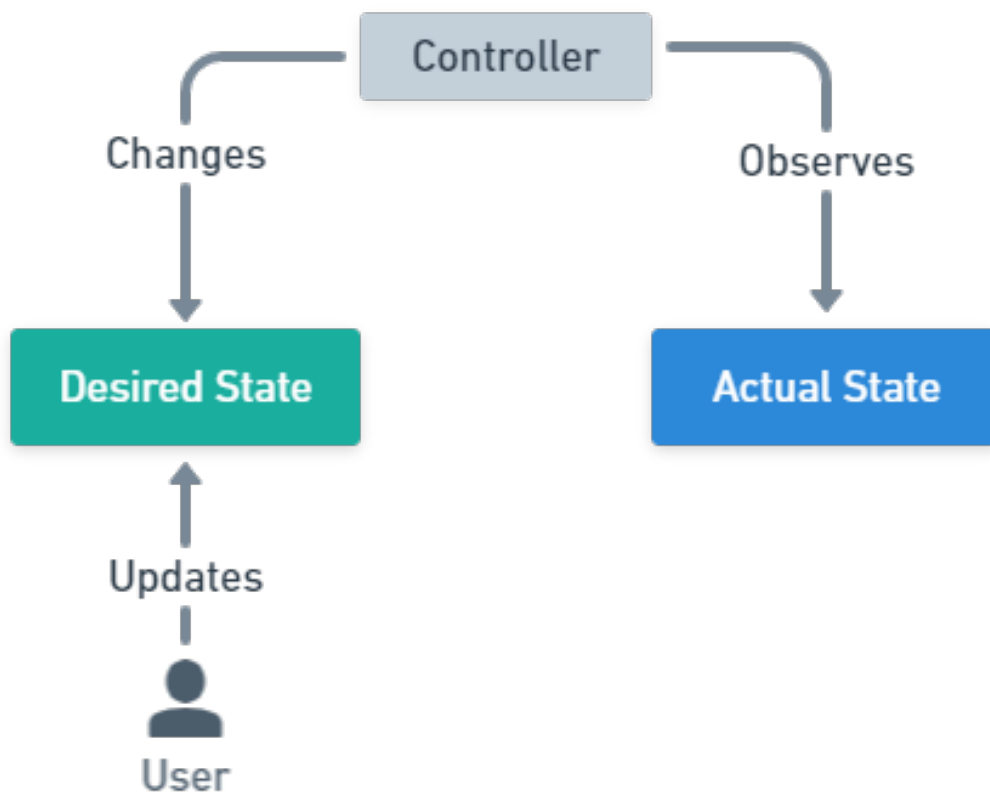 Controller
Changes
Observes
Desired State
Actual State
Updates
User